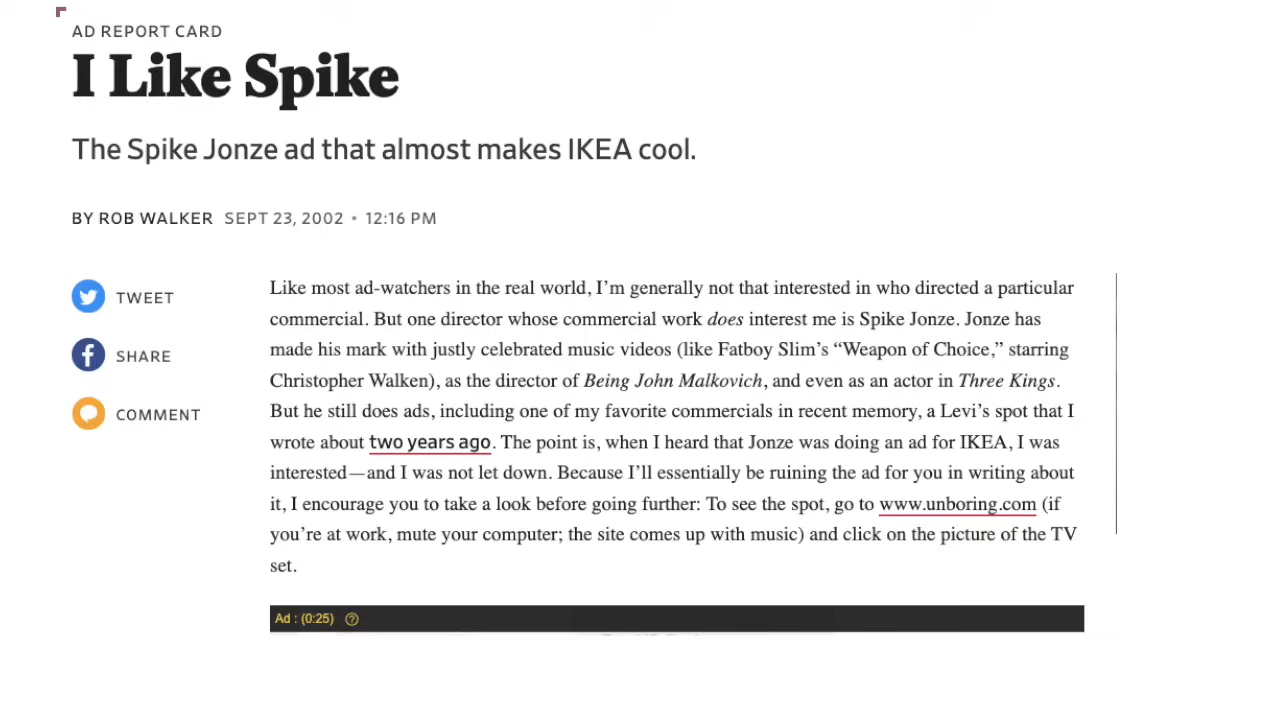 AD REPORT CARD
I Like Spike
The Spike Jonze ad that almost makes IKEA cool.
BY ROB WALKER SEPT 23, 2002 • 12:16 PM
TWEET
SHARE
COMMENT
Like most ad-watchers in the real world, I’m generally not that interested in who directed a particular
commercial. But one director whose commercial work does interest me is Spike Jonze. Jonze has
made his mark with justly celebrated music videos (like Fatboy Slim’s “Weapon of Choice,” starring
Christopher Walken), as the director of Being John Malkovich, and even as an actor in Three Kings.
But he still does ads, including one of my favorite commercials in recent memory, a Levi’s spot that I
wrote about two years ago. The point is, when I heard that Jonze was doing an ad for IKEA, I was
interested—and I was not let down. Because I’ll essentially be ruining the ad for you in writing about
it, I encourage you to take a look before going further: To see the spot, go to www.unboring.com (if
you’re at work, mute your computer; the site comes up with music) and click on the picture of the TV
set.
Ad : (0:25) ?